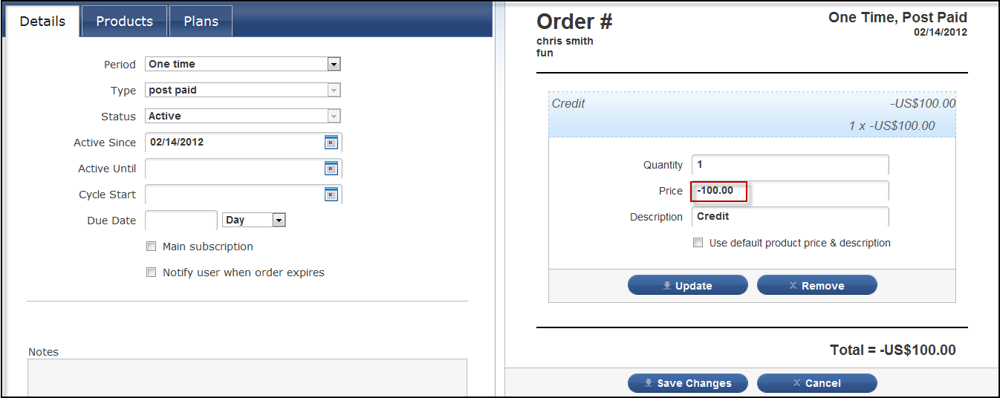 Details
Products
Plans
Period
One time
Type
post paid
Status
Active
Active Since
02/14/2012
Active Until
Cycle Start
Due Date
Day
Main subscription
Notify user when order expires
Notes
Order #
One Time, Post Paid
chris smith
02/14/2012
fun
Credit
-US$100.00
1 x -US$100.00
Quantity
1
Price
-100.00
Description
Credit
Use default product price & description
Update
X Remove
Total = -US$100.00
Save Changes
X Cancel